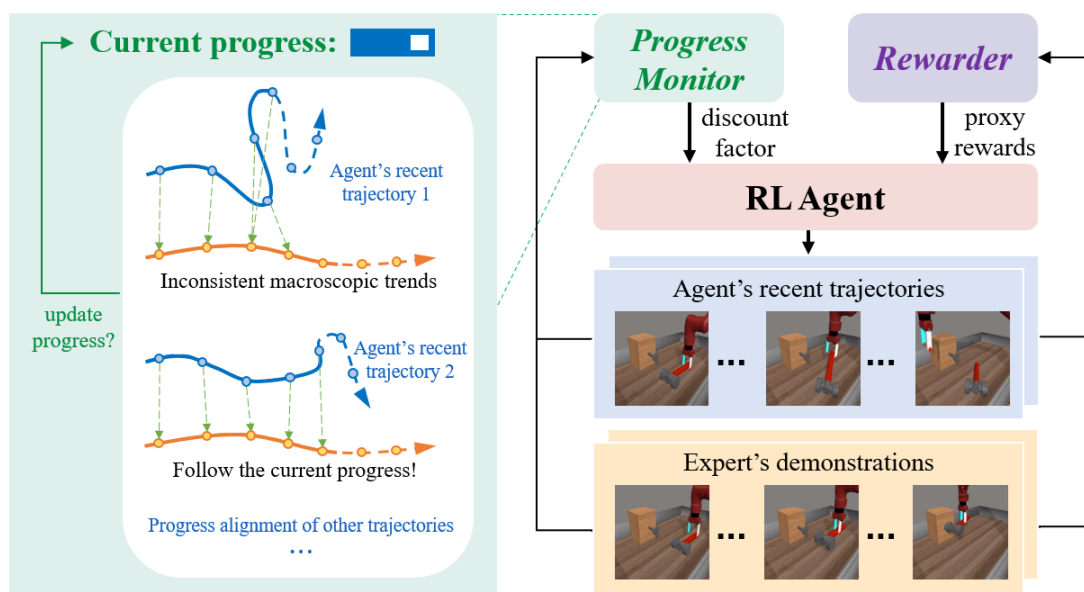 Current progress:
Agent's recent
trajectory 1
Inconsistent macroscopic trends
update
progress?
Agent's recent
trajectory 2
Follow the current progress!
Progress alignment of other trajectories
...
Progress
Monitor
Rewarder
discount
factor
proxy
rewards
RL Agent
Agent's recent trajectories
... ...
Expert's demonstrations
... ...